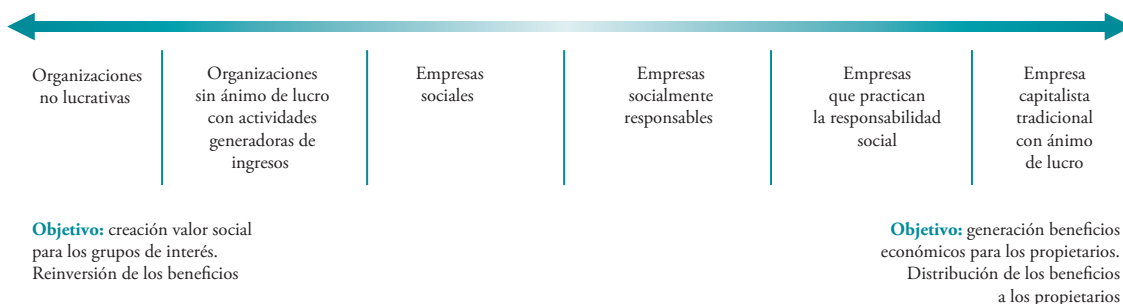 Organizaciones
no lucrativas
Organizaciones
sin ánimo de lucro
con actividades
generadoras de
ingresos
Empresas
sociales
Empresas
socialmente
responsables
Empresas
que practican
la responsabilidad
social
Empresa
capitalista
tradicional
con ánimo
de lucro
Objetivo: creación valor social
para los grupos de interés.
Reinversión de los beneficios
Objetivo: generación beneficios
económicos para los propietarios.
Distribución de los beneficios
a los propietarios